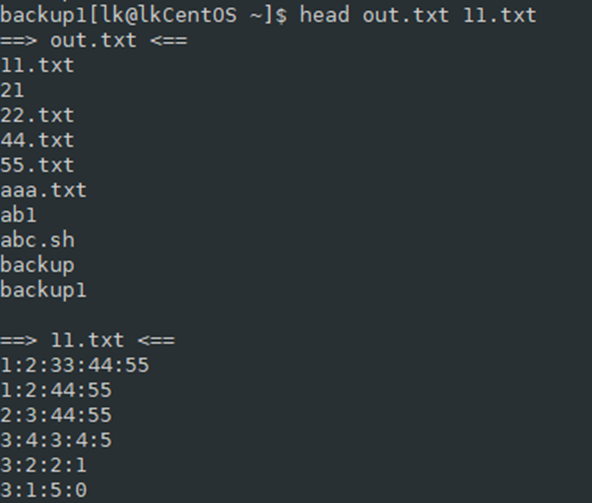 backup1[lk@lkCentOS ~]$ head out.txt 11.txt
==> out.txt <==
11.txt
21
22.txt
44.txt
55.txt
aaa.txt
ab1
abc.sh
backup
backup1

==> 11.txt <==
1:2:33:44:55
1:2:44:55
2:3:44:55
3:4:3:4:5
3:2:2:1
3:1:5:0